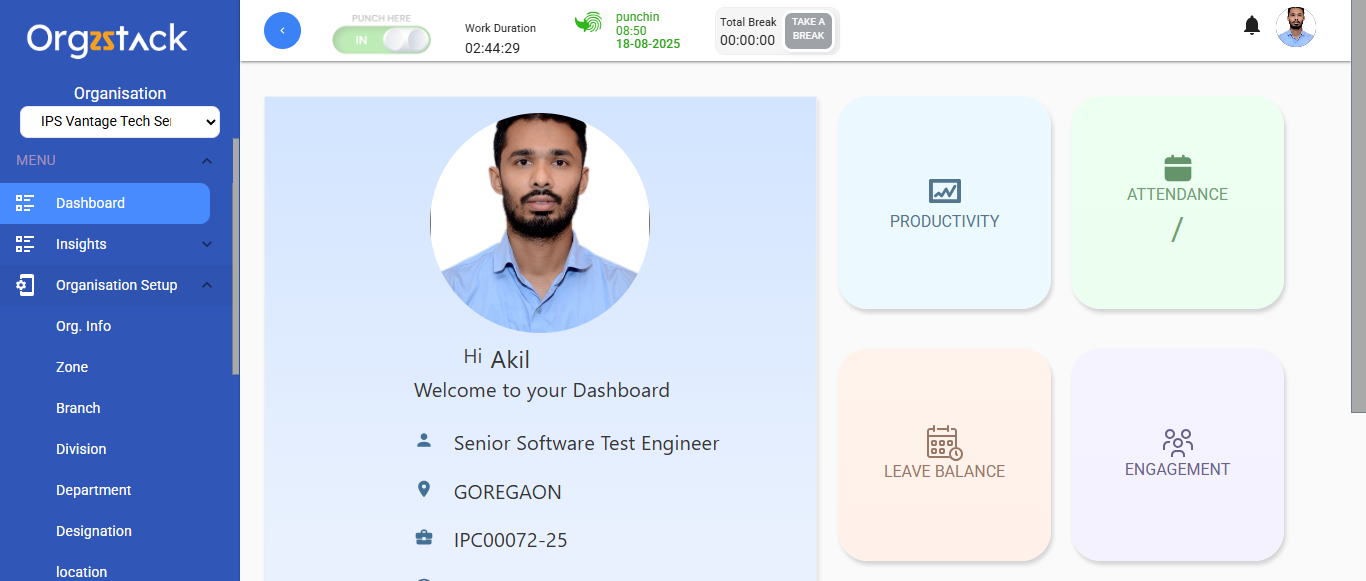 Orgzstack
Organisation
IPS Vantage Tech Ser
MENU
Dashboard
Insights
Organisation Setup
Org. Info
Zone
Branch
Division
Department
Designation
location
PUNCH HERE
IN
Work Duration
02:44:29
punchin
08:50
18-08-2025
Total Break
00:00:00
TAKE A
BREAK
Hi Akil
Welcome to your Dashboard
Senior Software Test Engineer
GOREGAON
IPC00072-25
PRODUCTIVITY
ATTENDANCE
/
LEAVE BALANCE
ENGAGEMENT